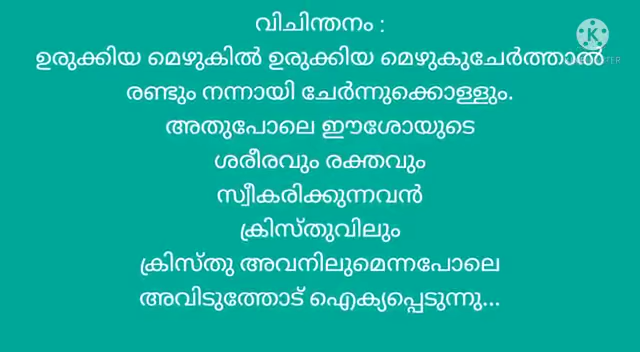 വിചിന്തനം :
ഉരുക്കിയ മെഴുകിൽ ഉരുക്കിയ മെഴുകുചേർത്താൽ
രണ്ടും നന്നായി ചേർന്നുക്കൊള്ളും.
അതുപോലെ ഈശോയുടെ
ശരീരവും രക്തവും
സ്വീകരിക്കുന്നവൻ
ക്രിസ്തുവിലും
ക്രിസ്തു അവനിലുമെന്നപോലെ
അവിടുത്തോട് ഐക്യപ്പെടുന്നു...